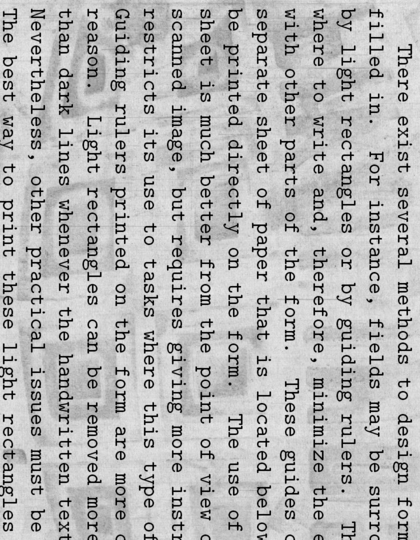 There exist several methods to design
filled in. For instance, fields may be
by light rectangles or by guiding rulers.
where to write and, therefore, minimize the
with other parts of the form. These guides
separate sheet of paper that is located below
be printed directly on the form. The use of
sheet is much better from the point of view
scanned image, but requires giving more
restricts its use to tasks where this type of
Guiding rulers printed on the form are more
reason. Light rectangles can be removed more
than dark lines whenever the handwritten text
Nevertheless, other practical issues must be
The best way to print these light rectangles